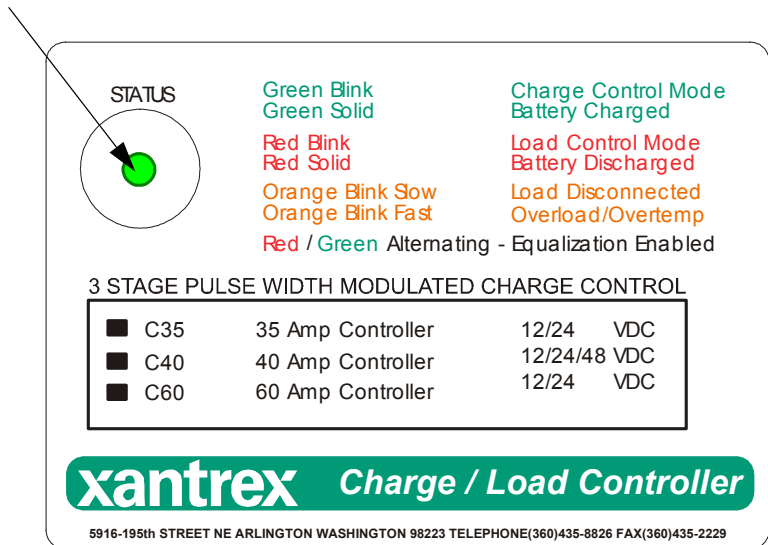 STATUS
Green Blink Charge Control Mode
Green Solid Battery Charged
Red Blink Load Control Mode
Red Solid Battery Discharged
Orange Blink Slow Load Disconnected
Orange Blink Fast Overload/Overtemp
Red / Green Alternating - Equalization Enabled
3 STAGE PULSE WIDTH MODULATED CHARGE CONTROL
C35 35 Amp Controller 12/24 VDC
C40 40 Amp Controller 12/24/48 VDC
C60 60 Amp Controller 12/24 VDC
xantrex Charge / Load Controller
5916-195th STREET NE ARLINGTON WASHINGTON 98223 TELEPHONE(360)435-8826 FAX(360)435-2229